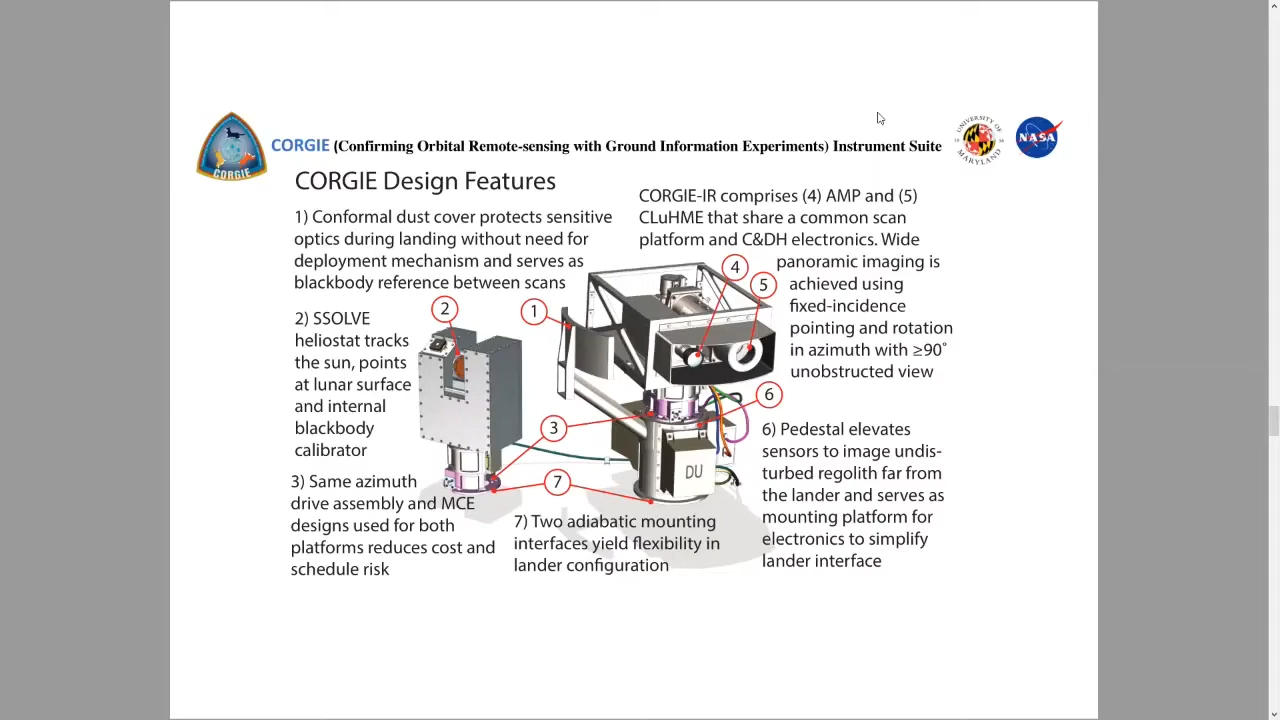 CORGIE (Confirming Orbital Remote-sensing with Ground Information Experiments) Instrument Suite
CORGIE
UNIVERSITY OF
MARYLAND
18 56
NASA
CORGIE Design Features
1) Conformal dust cover protects sensitive
optics during landing without need for
deployment mechanism and serves as
blackbody reference between scans
2) SSOLVE
heliostat tracks
the sun, points
at lunar surface
and internal
blackbody
calibrator
3) Same azimuth
drive assembly and MCE
designs used for both
platforms reduces cost and
schedule risk
CORGIE-IR comprises (4) AMP and (5)
CLuHME that share a common scan
platform and C&DH electronics. Wide
panoramic imaging is
achieved using
fixed-incidence
pointing and rotation
in azimuth with ≥90˚
unobstructed view
6) Pedestal elevates
sensors to image undis-
turbed regolith far from
the lander and serves as
mounting platform for
electronics to simplify
lander interface
7) Two adiabatic mounting
interfaces yield flexibility in
lander configuration
1
2
3
4
5
6
7
DU